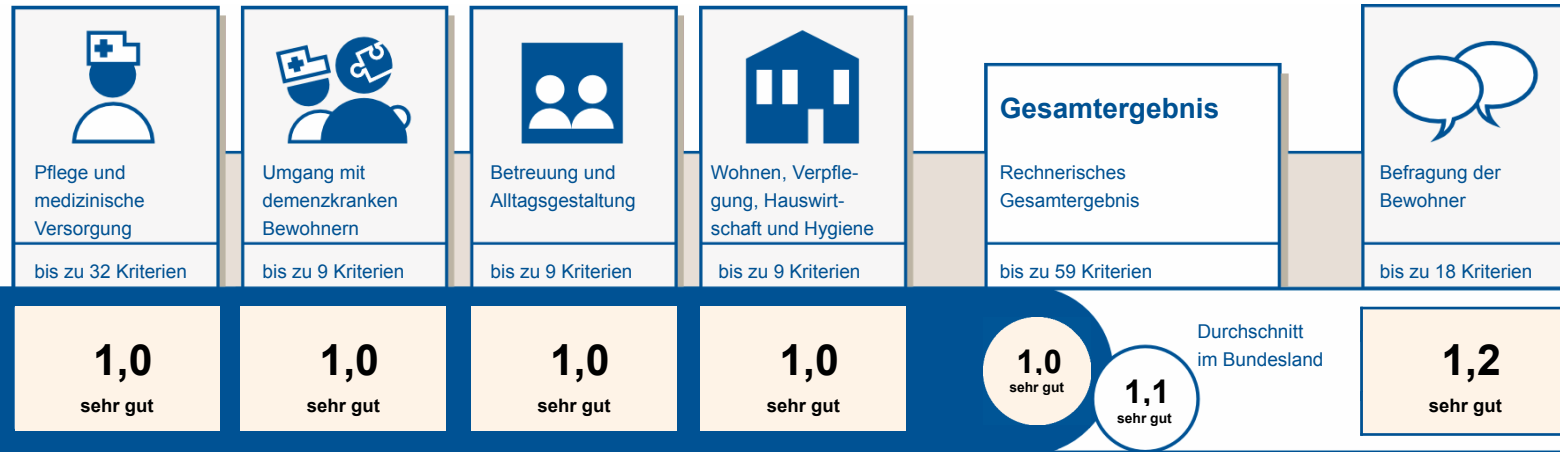 Pflege und
medizinische
Versorgung
bis zu 32 Kriterien
1,0
sehr gut
Umgang mit
demenzkranken
Bewohnern
bis zu 9 Kriterien
1,0
sehr gut
Betreuung und
Alltagsgestaltung
bis zu 9 Kriterien
1,0
sehr gut
Wohnen, Verpfle-
gung, Hauswirt-
schaft und Hygiene
bis zu 9 Kriterien
1,0
sehr gut
Gesamtergebnis
Rechnerisches
Gesamtergebnis
bis zu 59 Kriterien
1,0
sehr gut
Durchschnitt
im Bundesland
1,1
sehr gut
Befragung der
Bewohner
bis zu 18 Kriterien
1,2
sehr gut